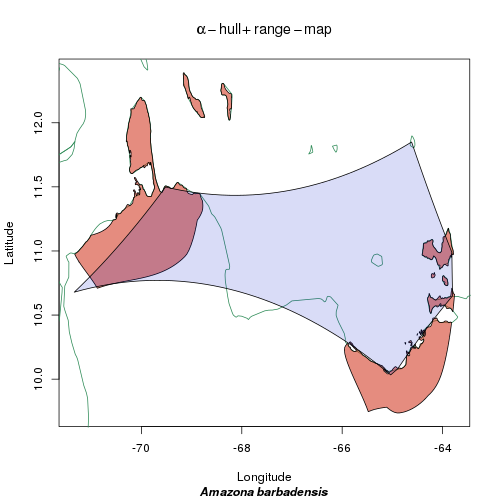 α − hull + range − map
Latitude
12.0
11.5
11.0
10.5
10.0
-70 -68 -66 -64
Longitude
Amazona barbadensis